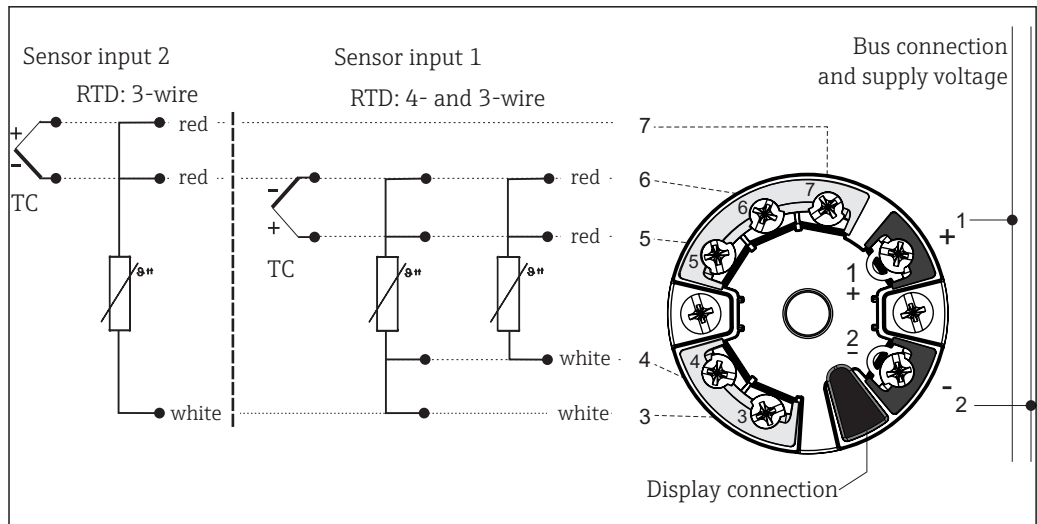 Sensor input 2
RTD: 3-wire
Sensor input 1
RTD: 4- and 3-wire
Bus connection
and supply voltage
+
-
TC
red
red
white
-
+
TC
ϑ
ϑ
ϑ
red
red
white
white
7
6
5
4
3
7
6
5
4
3
1
+
2
-
+
1
-
2
Display connection